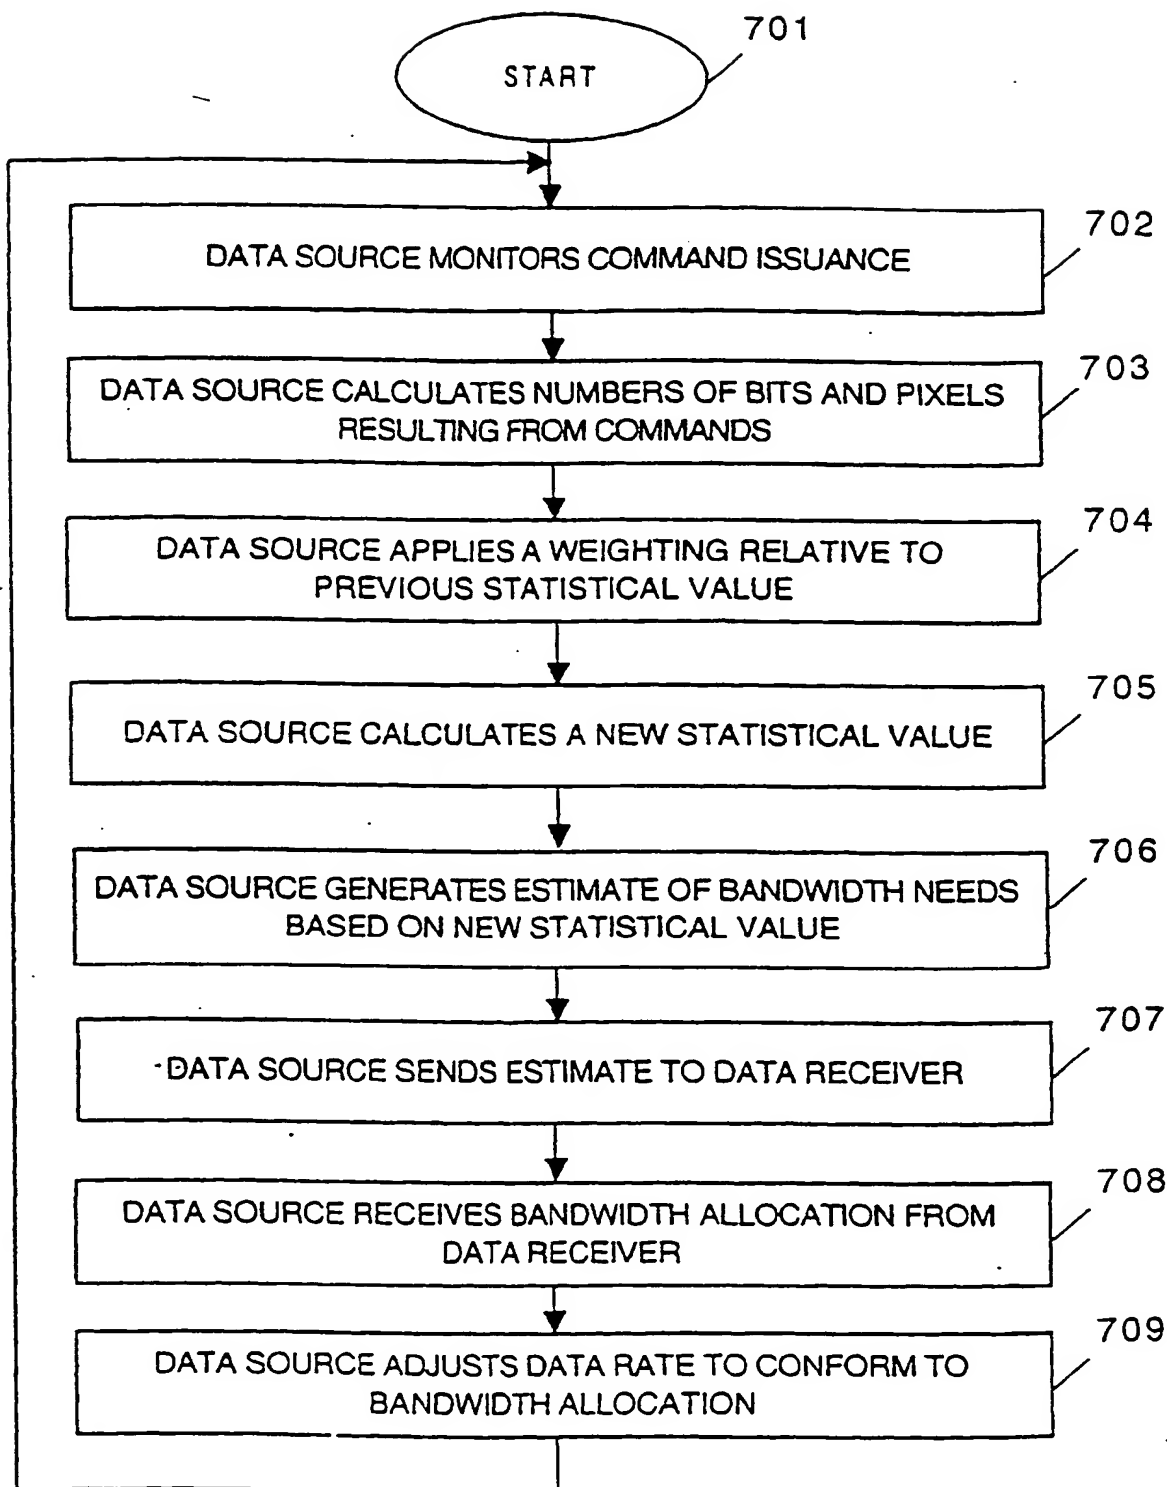 701
START
702
DATA SOURCE MONITORS COMMAND ISSUANCE
703
DATA SOURCE CALCULATES NUMBERS OF BITS AND PIXELS
RESULTING FROM COMMANDS
704
DATA SOURCE APPLIES A WEIGHTING RELATIVE TO
PREVIOUS STATISTICAL VALUE
705
DATA SOURCE CALCULATES A NEW STATISTICAL VALUE
706
DATA SOURCE GENERATES ESTIMATE OF BANDWIDTH NEEDS
BASED ON NEW STATISTICAL VALUE
707
DATA SOURCE SENDS ESTIMATE TO DATA RECEIVER
708
DATA SOURCE RECEIVES BANDWIDTH ALLOCATION FROM
DATA RECEIVER
709
DATA SOURCE ADJUSTS DATA RATE TO CONFORM TO
BANDWIDTH ALLOCATION